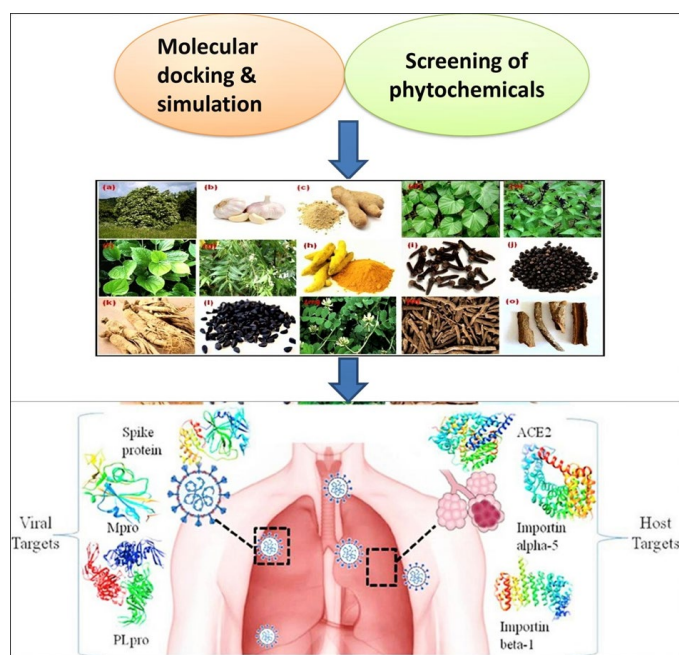 Molecular
docking &
simulation
Screening of
phytochemicals
(a)
(b)
(c)
(h)
(i)
(j)
(k)
(l)
(o)
Spike
protein
Viral
Targets
Mpro
PLpro
ACE2
Importin
alpha-5
Host
Targets
Importin
beta-1